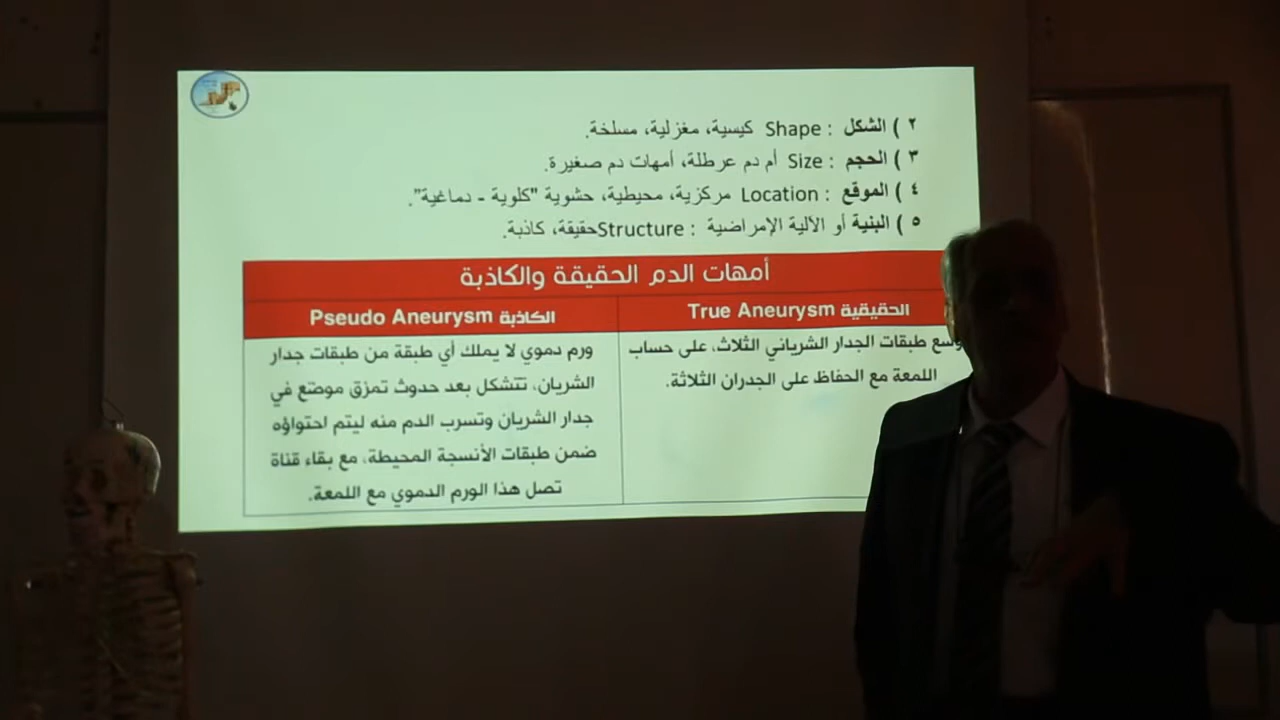 ٢ ) الشكل : Shape كيسية، مغزلية، مسلخة.
٣ ) الحجم : Size أم دم عرطلة، أمهات دم صغيرة.
٤ ) الموقع : Location مركزية، محيطية، حشوية "كلوية - دماغية".
٥ ) البنية أو الآلية الإمراضية : Structureحقيقة، كاذبة.
أمهات الدم الحقيقة والكاذبة
الحقيقية True Aneurysm
وسع طبقات الجدار الشرياني الثلاث، على حساب
اللمعة مع الحفاظ على الجدران الثلاثة.
الكاذبة Pseudo Aneurysm
ورم دموي لا يملك أي طبقة من طبقات جدار
الشريان، تتشكل بعد حدوث تمزق موضع في
جدار الشريان وتسرب الدم منه ليتم احتواؤه
ضمن طبقات الأنسجة المحيطة، مع بقاء قناة
تصل هذا الورم الدموي مع اللمعة.